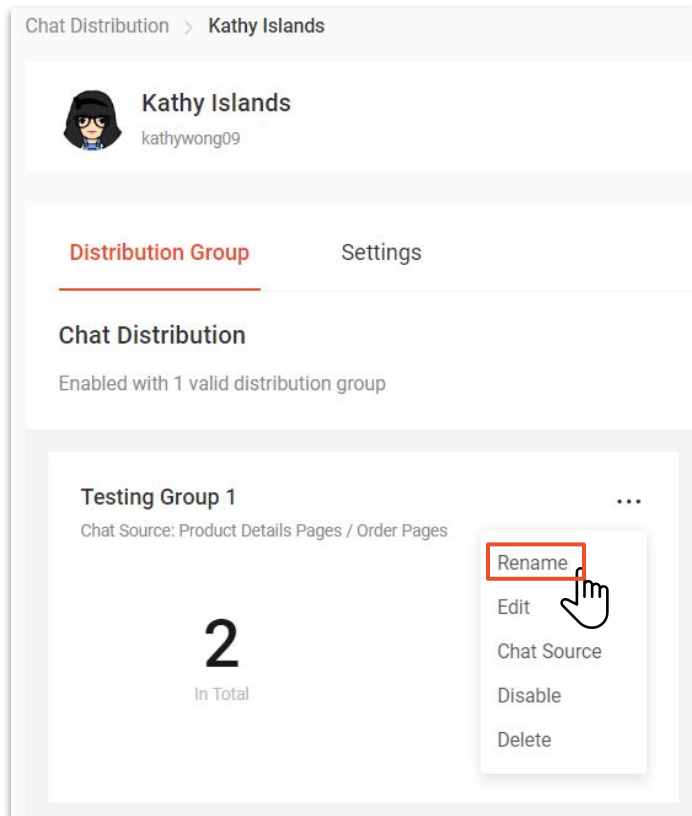 Chat Distribution > Kathy Islands
Kathy Islands
kathywong09
Distribution Group
Settings
Chat Distribution
Enabled with 1 valid distribution group
Testing Group 1
...
Chat Source: Product Details Pages / Order Pages
Rename
Edit
Chat Source
Disable
Delete
2
In Total